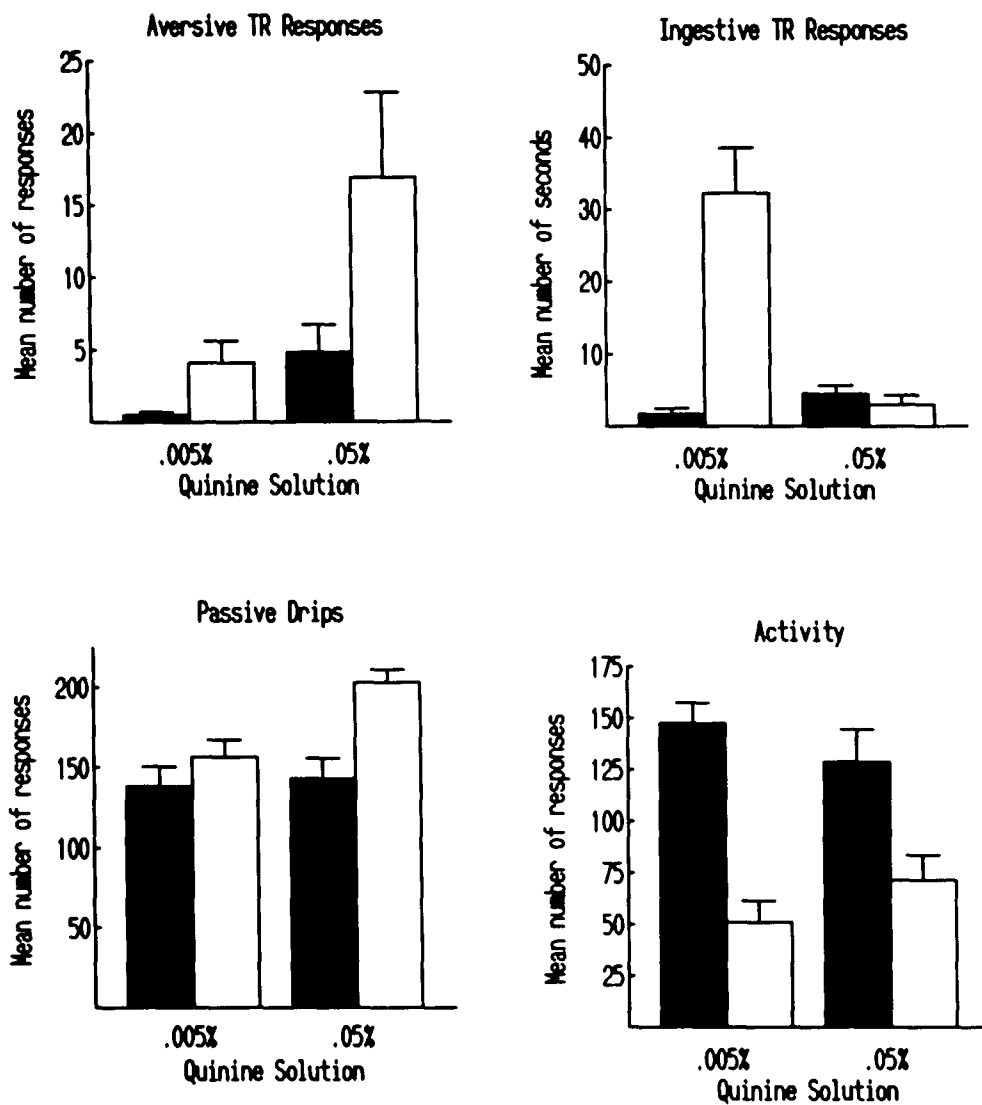 Aversive TR Responses
Mean number of responses
25
20
15
10
5
.005% .05%
Quinine Solution
Ingestive TR Responses
Mean number of seconds
50
40
30
20
10
.005% .05%
Quinine Solution
Passive Drips
Mean number of responses
200
150
100
50
.005% .05%
Quinine Solution
Activity
Mean number of responses
175
150
125
100
75
50
25
.005% .05%
Quinine Solution